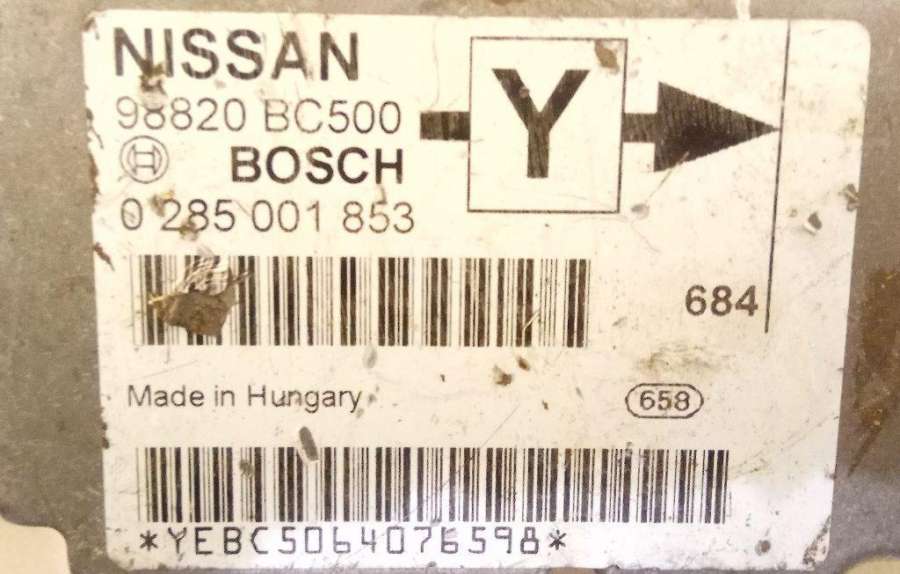 NISSAN
98820 BC500
BOSCH
0 285 001 853
Y
684
Made in Hungary
658
*YEBC5064076598*